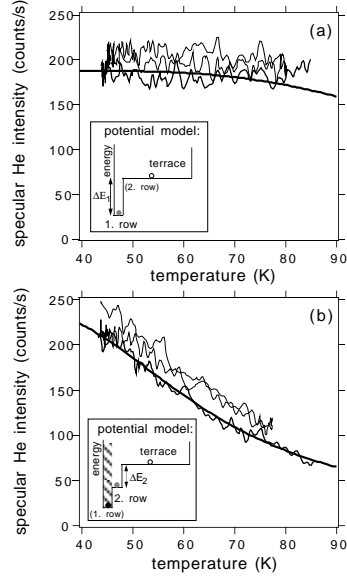 specular He intensity (counts/s)
250
200
150
100
50
0
(a)
potential model:
energy
terrace
(2. row)
ΔE1
1. row
40 50 60 70 80 90
temperature (K)
specular He intensity (counts/s)
250
200
150
100
50
0
(b)
potential model:
energy
terrace
ΔE2
2. row
(1. row)
40 50 60 70 80 90
temperature (K)